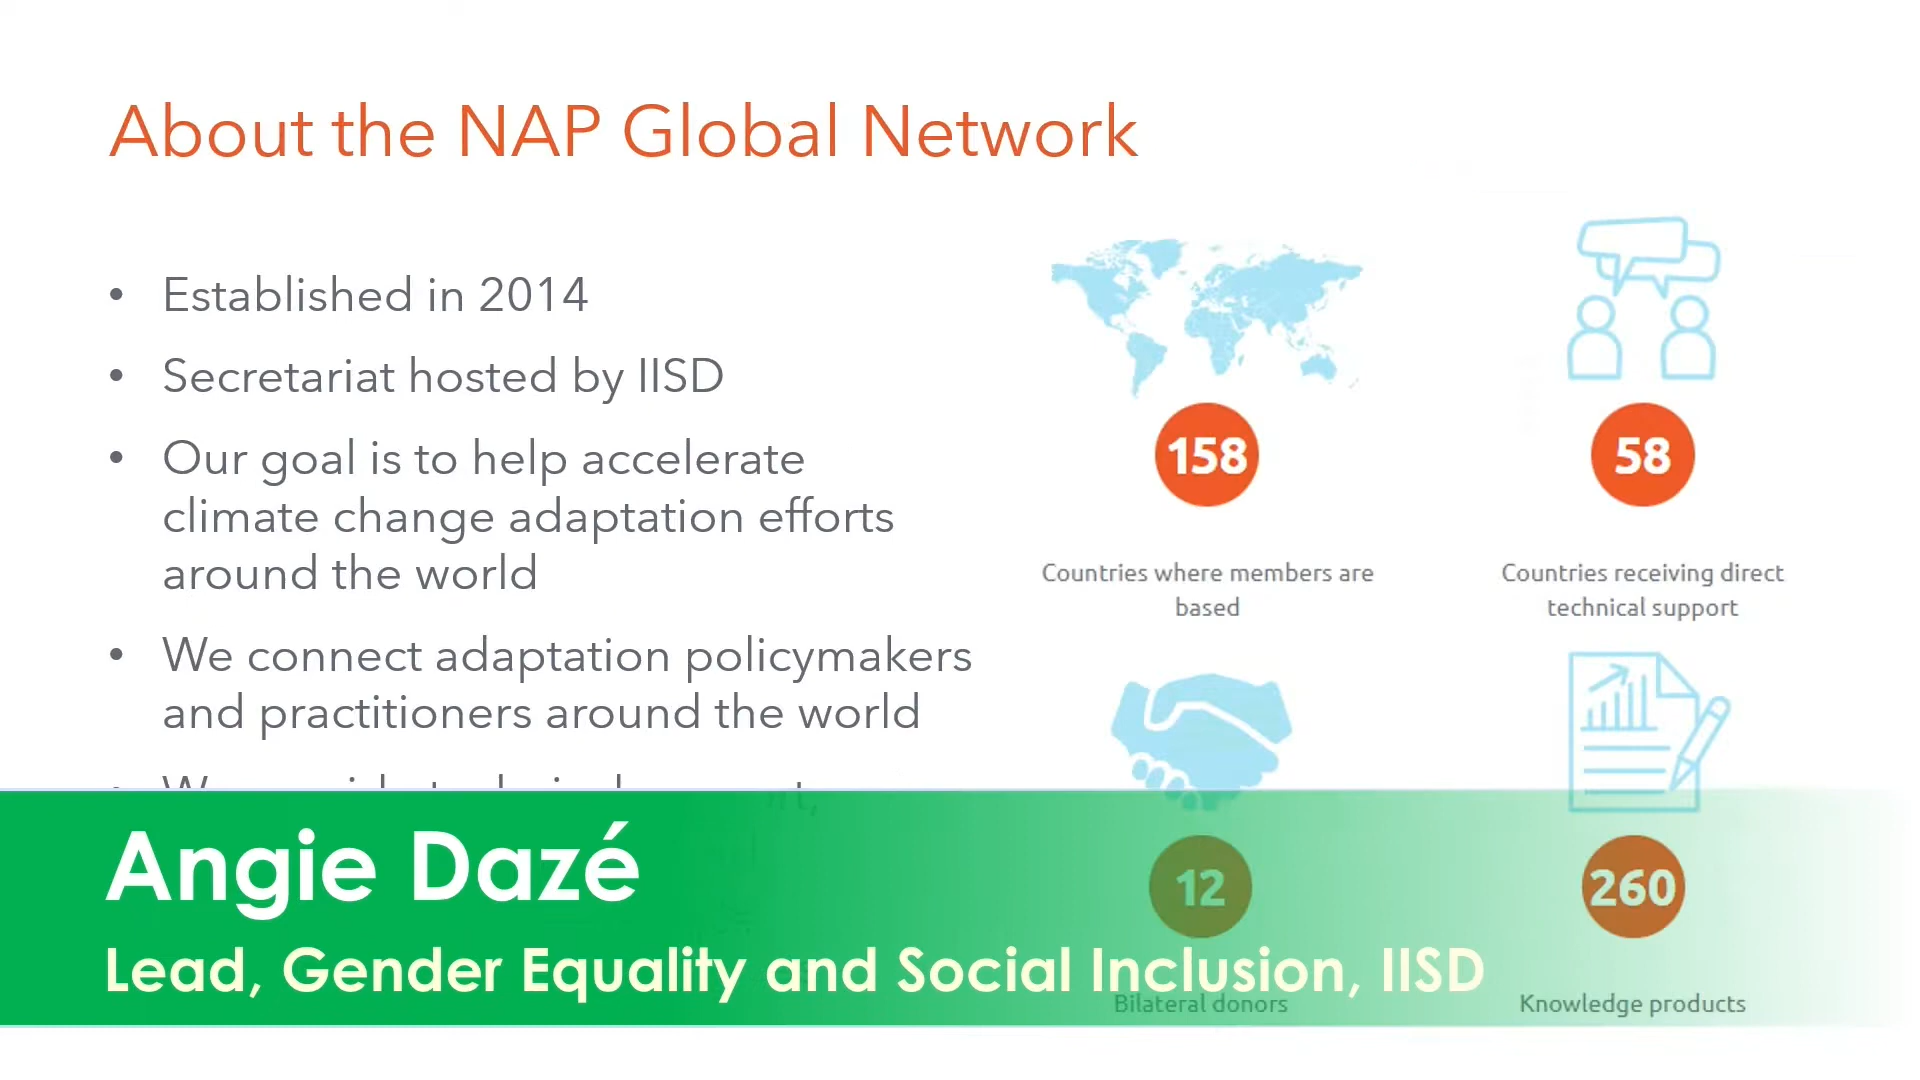 About the NAP Global Network
• Established in 2014
• Secretariat hosted by IISD
• Our goal is to help accelerate
climate change adaptation efforts
around the world
• We connect adaptation policymakers
and practitioners around the world
158
Countries where members are
based
58
Countries receiving direct
technical support
12
Bilateral donors
260
Knowledge products
Angie Dazé
Lead, Gender Equality and Social Inclusion, IISD